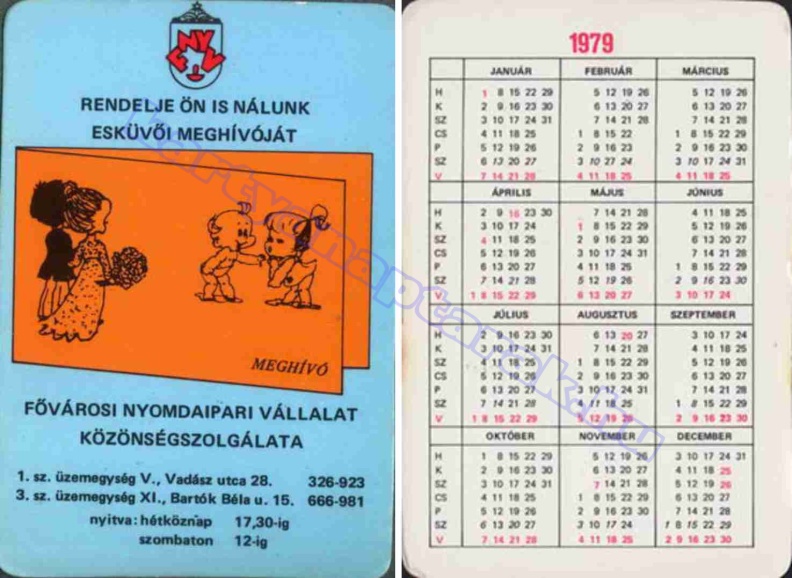 FNYV
RENDELJE ÖN IS NÁLUNK
ESKÜVŐI MEGHÍVÓJÁT
MEGHÍVÓ
FŐVÁROSI NYOMDAIPARI VÁLLALAT
KÖZÖNSÉGSZOLGÁLATA
1. sz. üzemegység V., Vadász utca 28. 326-923
3. sz. üzemegység XI., Bartók Béla u. 15. 666-981
nyitva: hétköznap 17,30-ig
szombaton 12-ig
kartyanaptarak.hu
1979
JANUÁR FEBRUÁR MÁRCIUS
H 1 8 15 22 29 5 12 19 26 5 12 19 26
K 2 9 16 23 30 6 13 20 27 6 13 20 27
SZ 3 10 17 24 31 7 14 21 28 7 14 21 28
CS 4 11 18 25 1 8 15 22 1 8 15 22 29
P 5 12 19 26 2 9 16 23 2 9 16 23 30
SZ 6 13 20 27 3 10 17 24 3 10 17 24 31
V 7 14 21 28 4 11 18 25 4 11 18 25
ÁPRILIS MÁJUS JÚNIUS
H 2 9 16 23 30 7 14 21 28 4 11 18 25
K 3 10 17 24 1 8 15 22 29 5 12 19 26
SZ 4 11 18 25 2 9 16 23 30 6 13 20 27
CS 5 12 19 26 3 10 17 24 31 7 14 21 28
P 6 13 20 27 4 11 18 25 1 8 15 22 29
SZ 7 14 21 28 5 12 19 26 2 9 16 23 30
V 1 8 15 22 29 6 13 20 27 3 10 17 24
JÚLIUS AUGUSZTUS SZEPTEMBER
H 2 9 16 23 30 6 13 20 27 3 10 17 24
K 3 10 17 24 31 7 14 21 28 4 11 18 25
SZ 4 11 18 25 1 8 15 22 29 5 12 19 26
CS 5 12 19 26 2 9 16 23 30 6 13 20 27
P 6 13 20 27 3 10 17 24 31 7 14 21 28
SZ 7 14 21 28 4 11 18 25 1 8 15 22 29
V 1 8 15 22 29 5 12 19 26 2 9 16 23 30
OKTÓBER NOVEMBER DECEMBER
H 1 8 15 22 29 5 12 19 26 3 10 17 24 31
K 2 9 16 23 30 6 13 20 27 4 11 18 25
SZ 3 10 17 24 31 7 14 21 28 5 12 19 26
CS 4 11 18 25 1 8 15 22 29 6 13 20 27
P 5 12 19 26 2 9 16 23 30 7 14 21 28
SZ 6 13 20 27 3 10 17 24 1 8 15 22 29
V 7 14 21 28 4 11 18 25 2 9 16 23 30